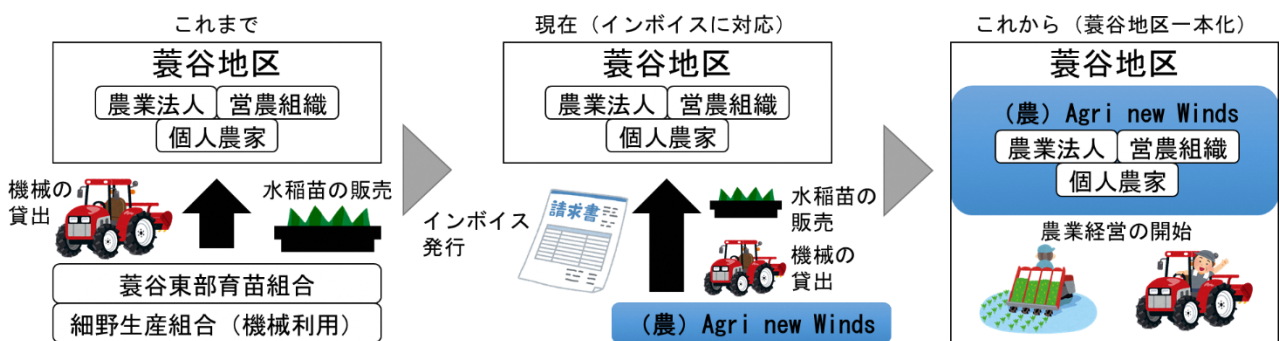 これまで
蓑谷地区
農業法人 営農組織
個人農家
機械の
貸出
水稲苗の販売
蓑谷東部育苗組合
細野生産組合（機械利用）
現在（インボイスに対応）
蓑谷地区
農業法人 営農組織
個人農家
インボイス
発行
請求書
水稲苗の
販売
機械の
貸出
（農）Agri new Winds
これから（蓑谷地区一本化）
蓑谷地区
（農）Agri new Winds
農業法人 営農組織
個人農家
農業経営の開始